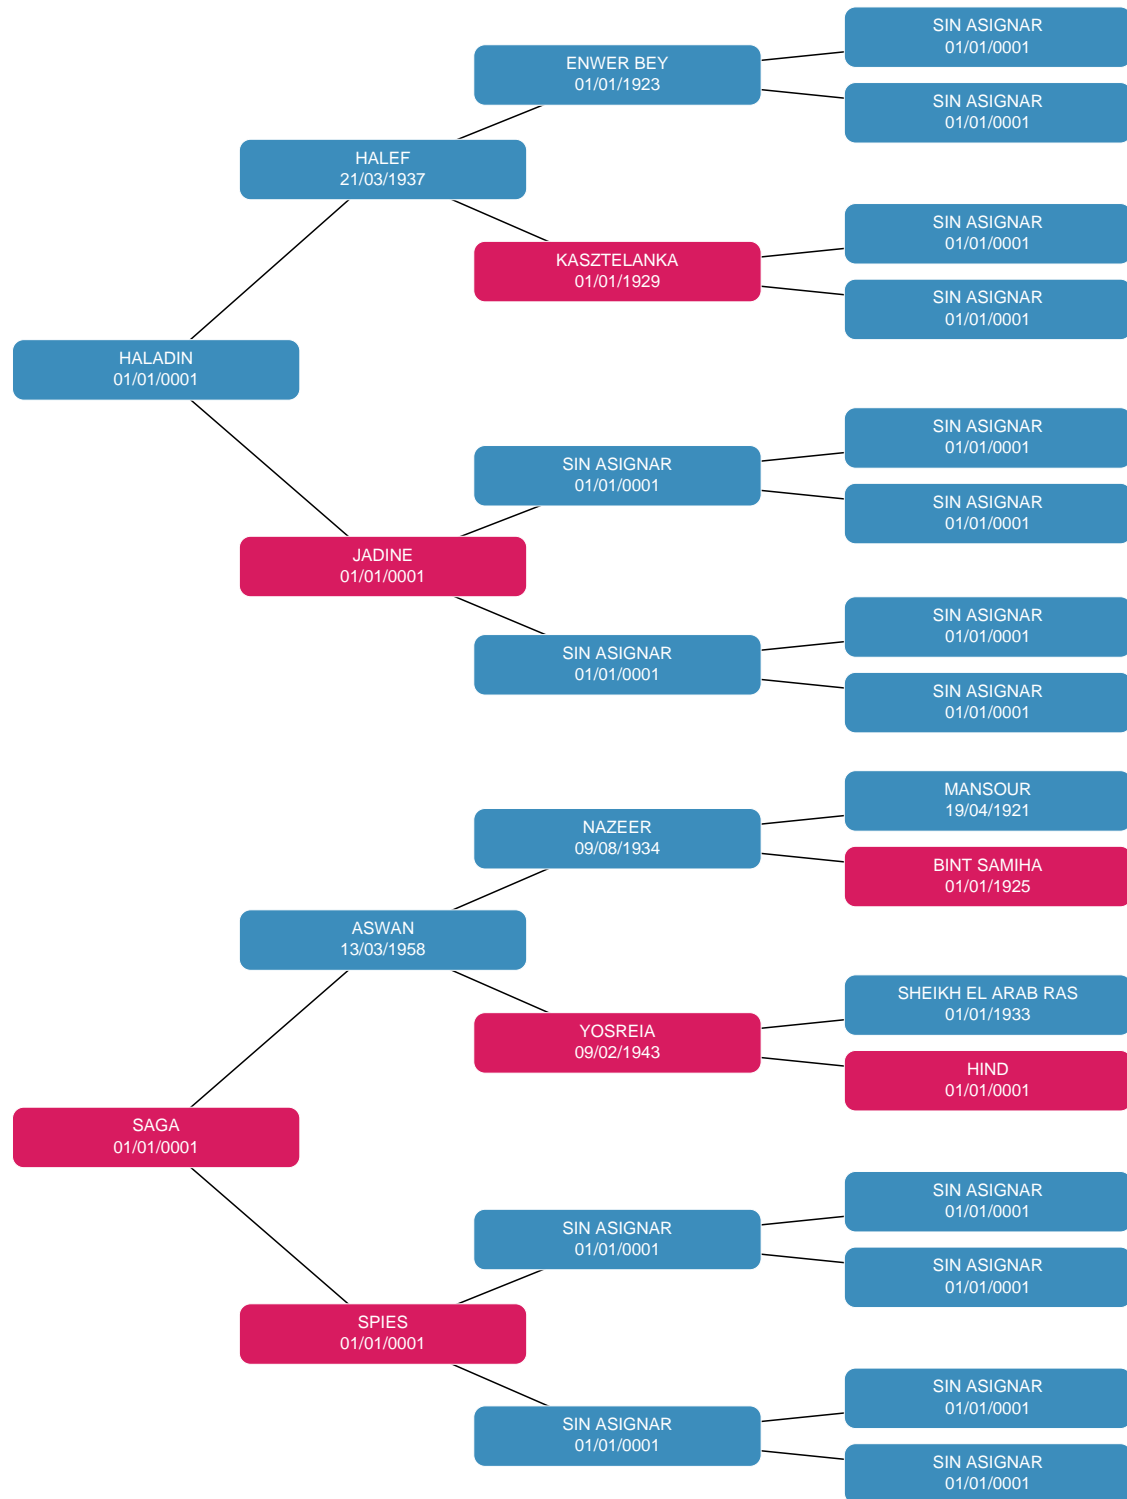 SIN ASIGNAR
01/01/0001
ENWER BEY
01/01/1923
SIN ASIGNAR
01/01/0001
HALEF
21/03/1937
SIN ASIGNAR
01/01/0001
KASZTELANKA
01/01/1929
SIN ASIGNAR
01/01/0001
HALADIN
01/01/0001
SIN ASIGNAR
01/01/0001
SIN ASIGNAR
01/01/0001
SIN ASIGNAR
01/01/0001
JADINE
01/01/0001
SIN ASIGNAR
01/01/0001
SIN ASIGNAR
01/01/0001
SIN ASIGNAR
01/01/0001
MANSOUR
19/04/1921
NAZEER
09/08/1934
BINT SAMIHA
01/01/1925
ASWAN
13/03/1958
SHEIKH EL ARAB RAS
01/01/1933
YOSREIA
09/02/1943
HIND
01/01/0001
SAGA
01/01/0001
SIN ASIGNAR
01/01/0001
SIN ASIGNAR
01/01/0001
SIN ASIGNAR
01/01/0001
SPIES
01/01/0001
SIN ASIGNAR
01/01/0001
SIN ASIGNAR
01/01/0001
SIN ASIGNAR
01/01/0001